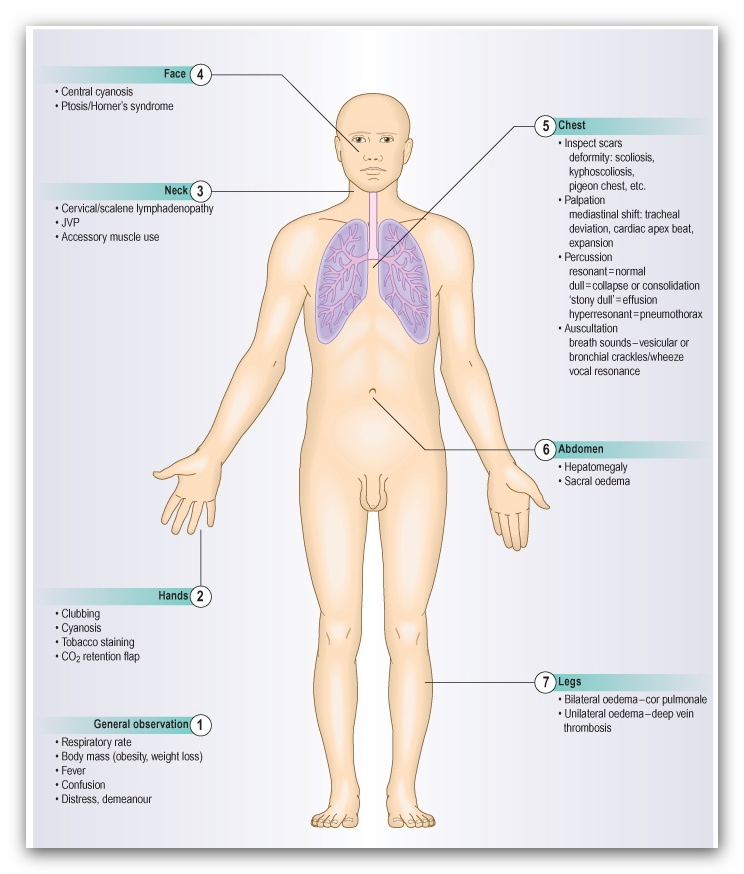 Face 4
• Central cyanosis
• Ptosis/Horner's syndrome
Neck 3
• Cervical/scalene lymphadenopathy
• JVP
• Accessory muscle use
5 Chest
• Inspect scars
deformity: scoliosis,
kyphoscoliosis,
pigeon chest, etc.
• Palpation
mediastinal shift: tracheal
deviation, cardiac apex beat,
expansion
• Percussion
resonant=normal
dull=collapse or consolidation
'stony dull'=effusion
hyperresonant=pneumothorax
• Auscultation
breath sounds–vesicular or
bronchial crackles/wheeze
vocal resonance
6 Abdomen
• Hepatomegaly
• Sacral oedema
Hands 2
• Clubbing
• Cyanosis
• Tobacco staining
• CO₂ retention flap
7 Legs
• Bilateral oedema–cor pulmonale
• Unilateral oedema–deep vein
thrombosis
General observation 1
• Respiratory rate
• Body mass (obesity, weight loss)
• Fever
• Confusion
• Distress, demeanour